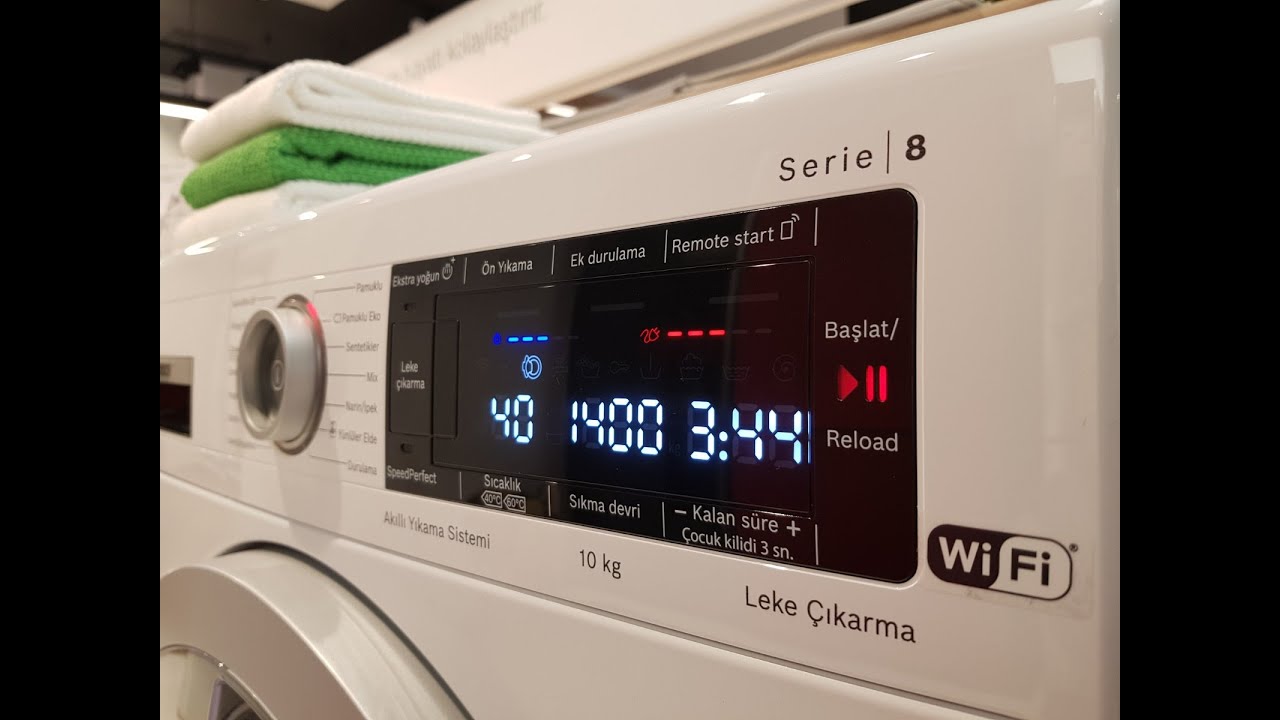 hayatı kolaylaştırır.
Serie | 8
Ekstra yoğun
Ön Yıkama
Ek durulama
Remote start
Pamuklu
Pamuklu Eko
Sentetikler
Mix
Narin/İpek
Yünlüler Elde
Durulama
Leke
çıkarma
40 1400 3:44
Başlat/
Reload
SpeedPerfect
Sıcaklık
40°C 60°C
Sıkma devri
– Kalan süre +
Çocuk kilidi 3 sn.
Akıllı Yıkama Sistemi
10 kg
Leke Çıkarma
WiFi®